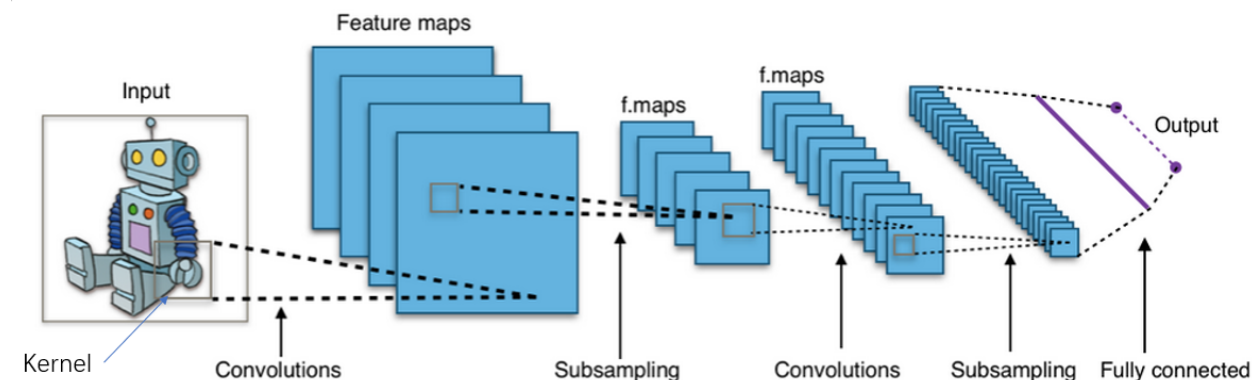 Feature maps
Input
f.maps
f.maps
Output
Kernel
Convolutions
Subsampling
Convolutions
Subsampling
Fully connected